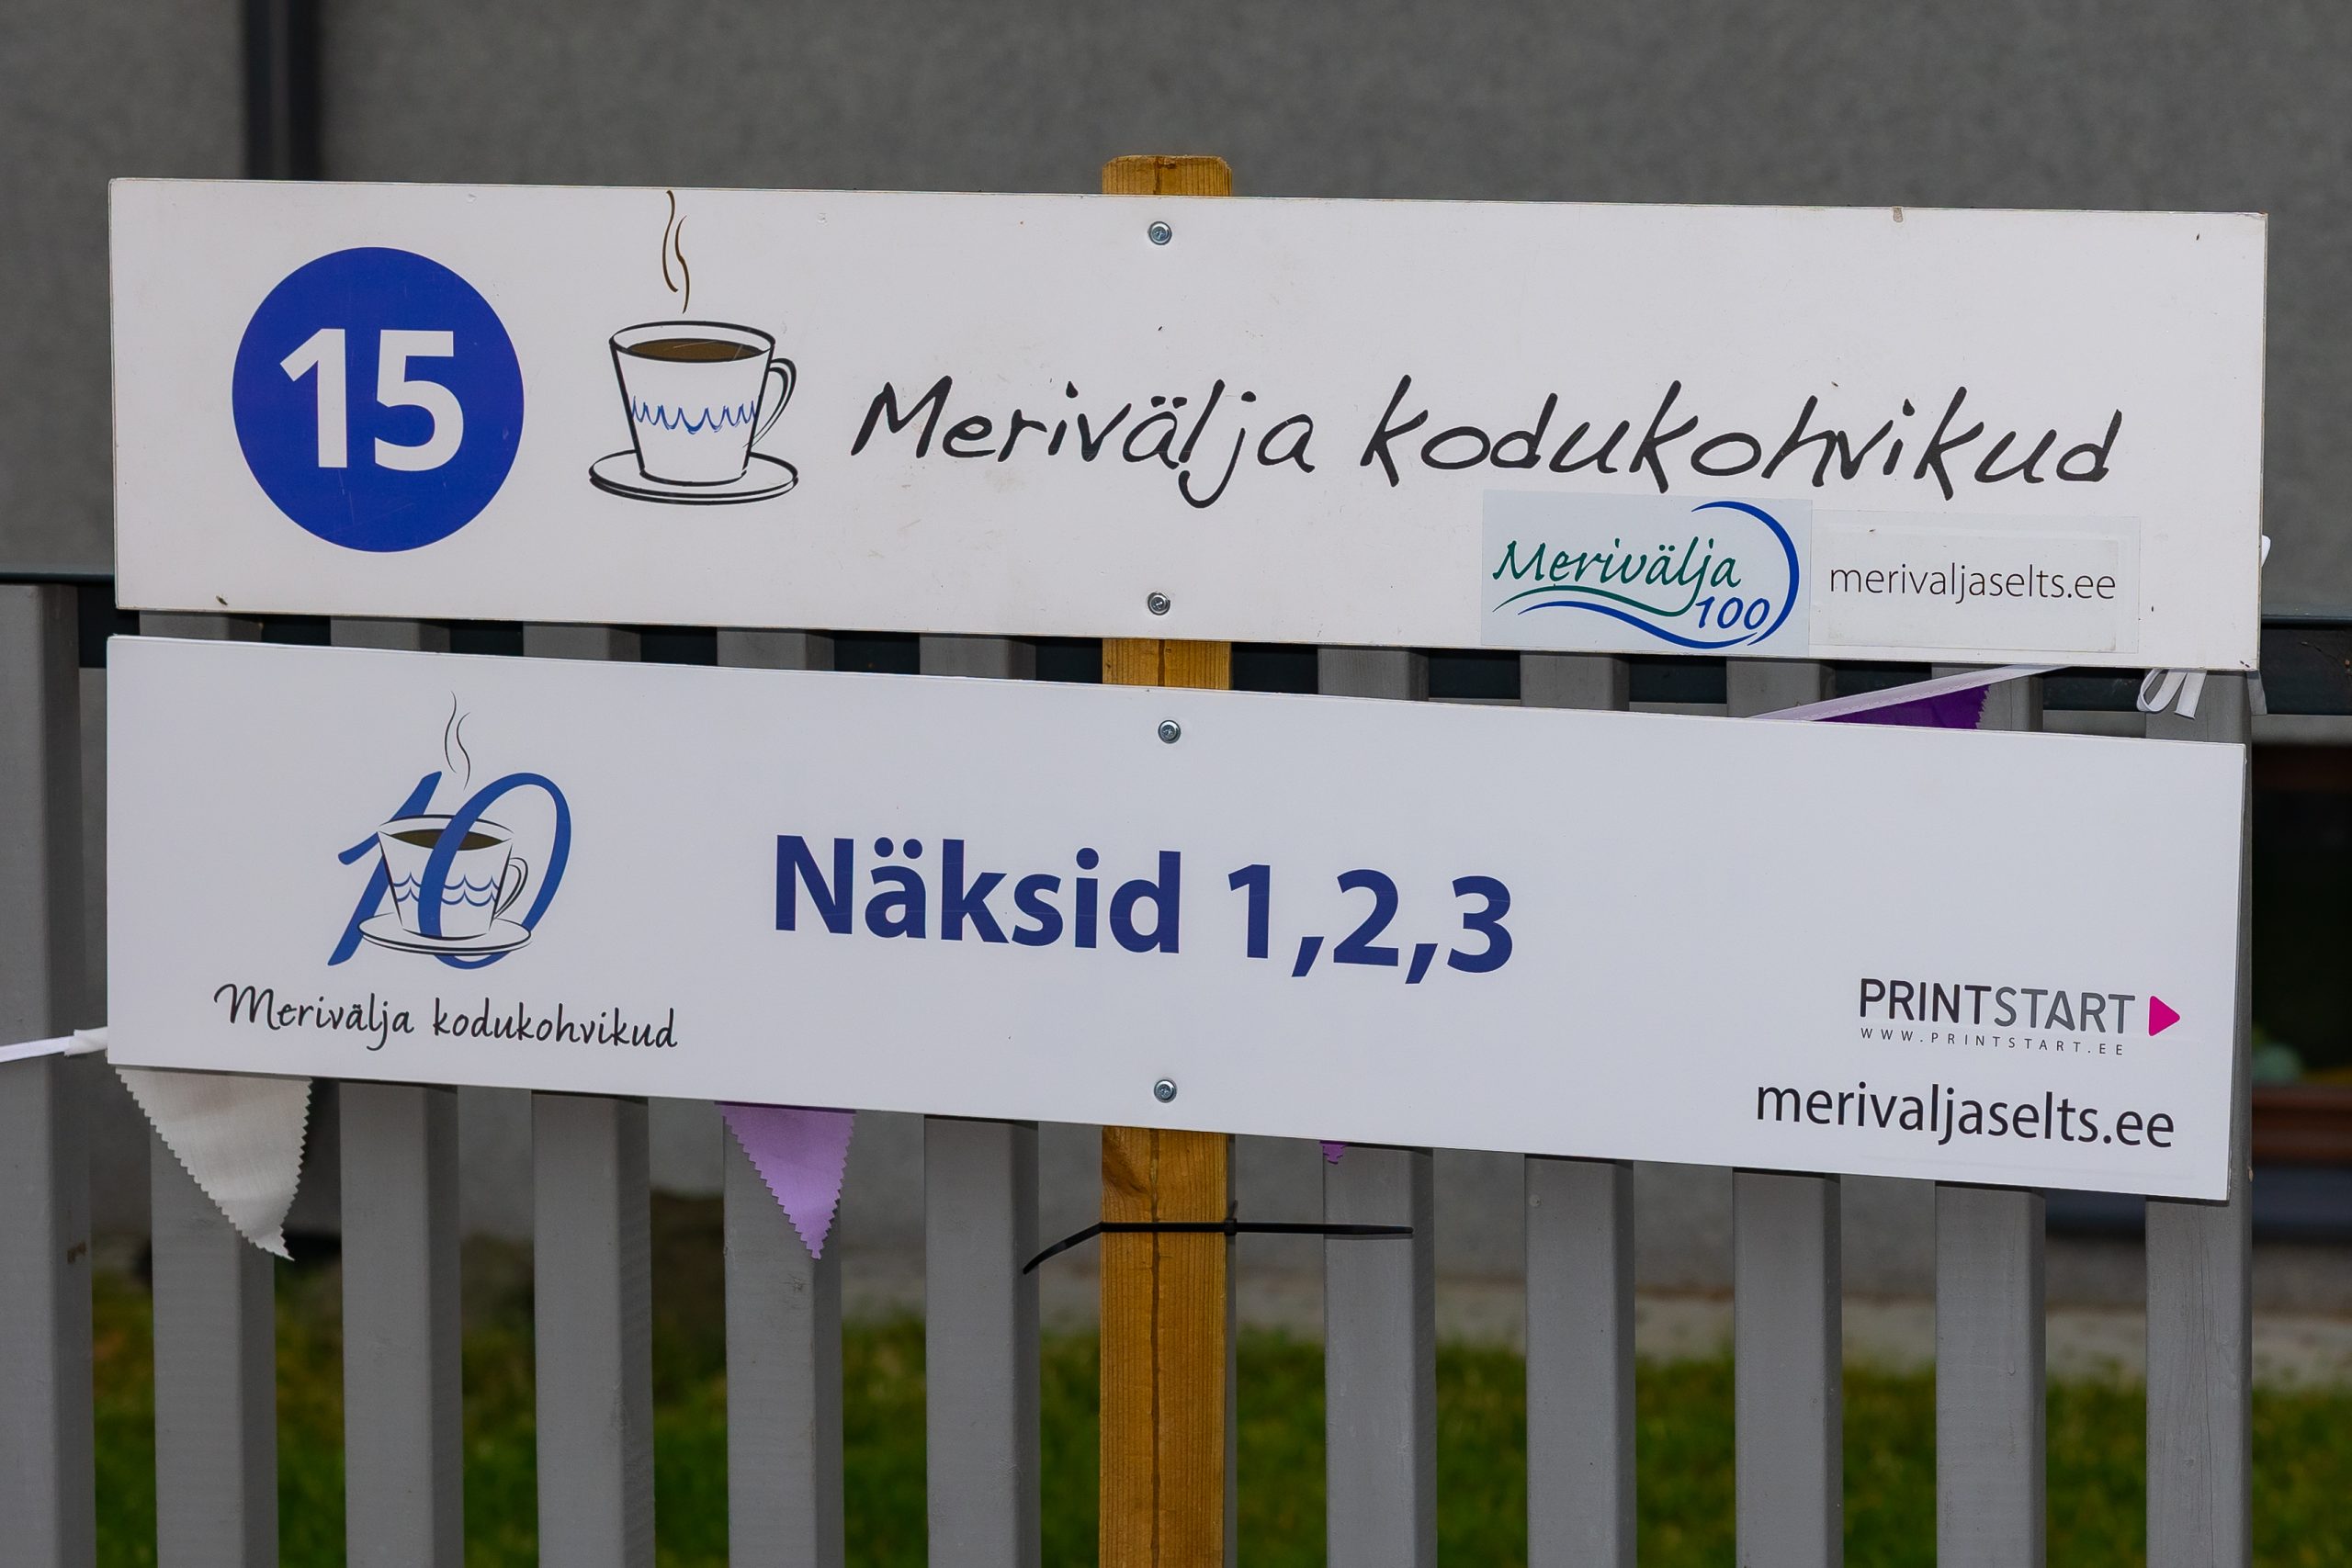 15
Merivälja kodukohvikud
Merivälja
100
merivaljaselts.ee
10
Merivälja kodukohvikud
Näksid 1,2,3
PRINTSTART
WWW.PRINTSTART.EE
merivaljaselts.ee